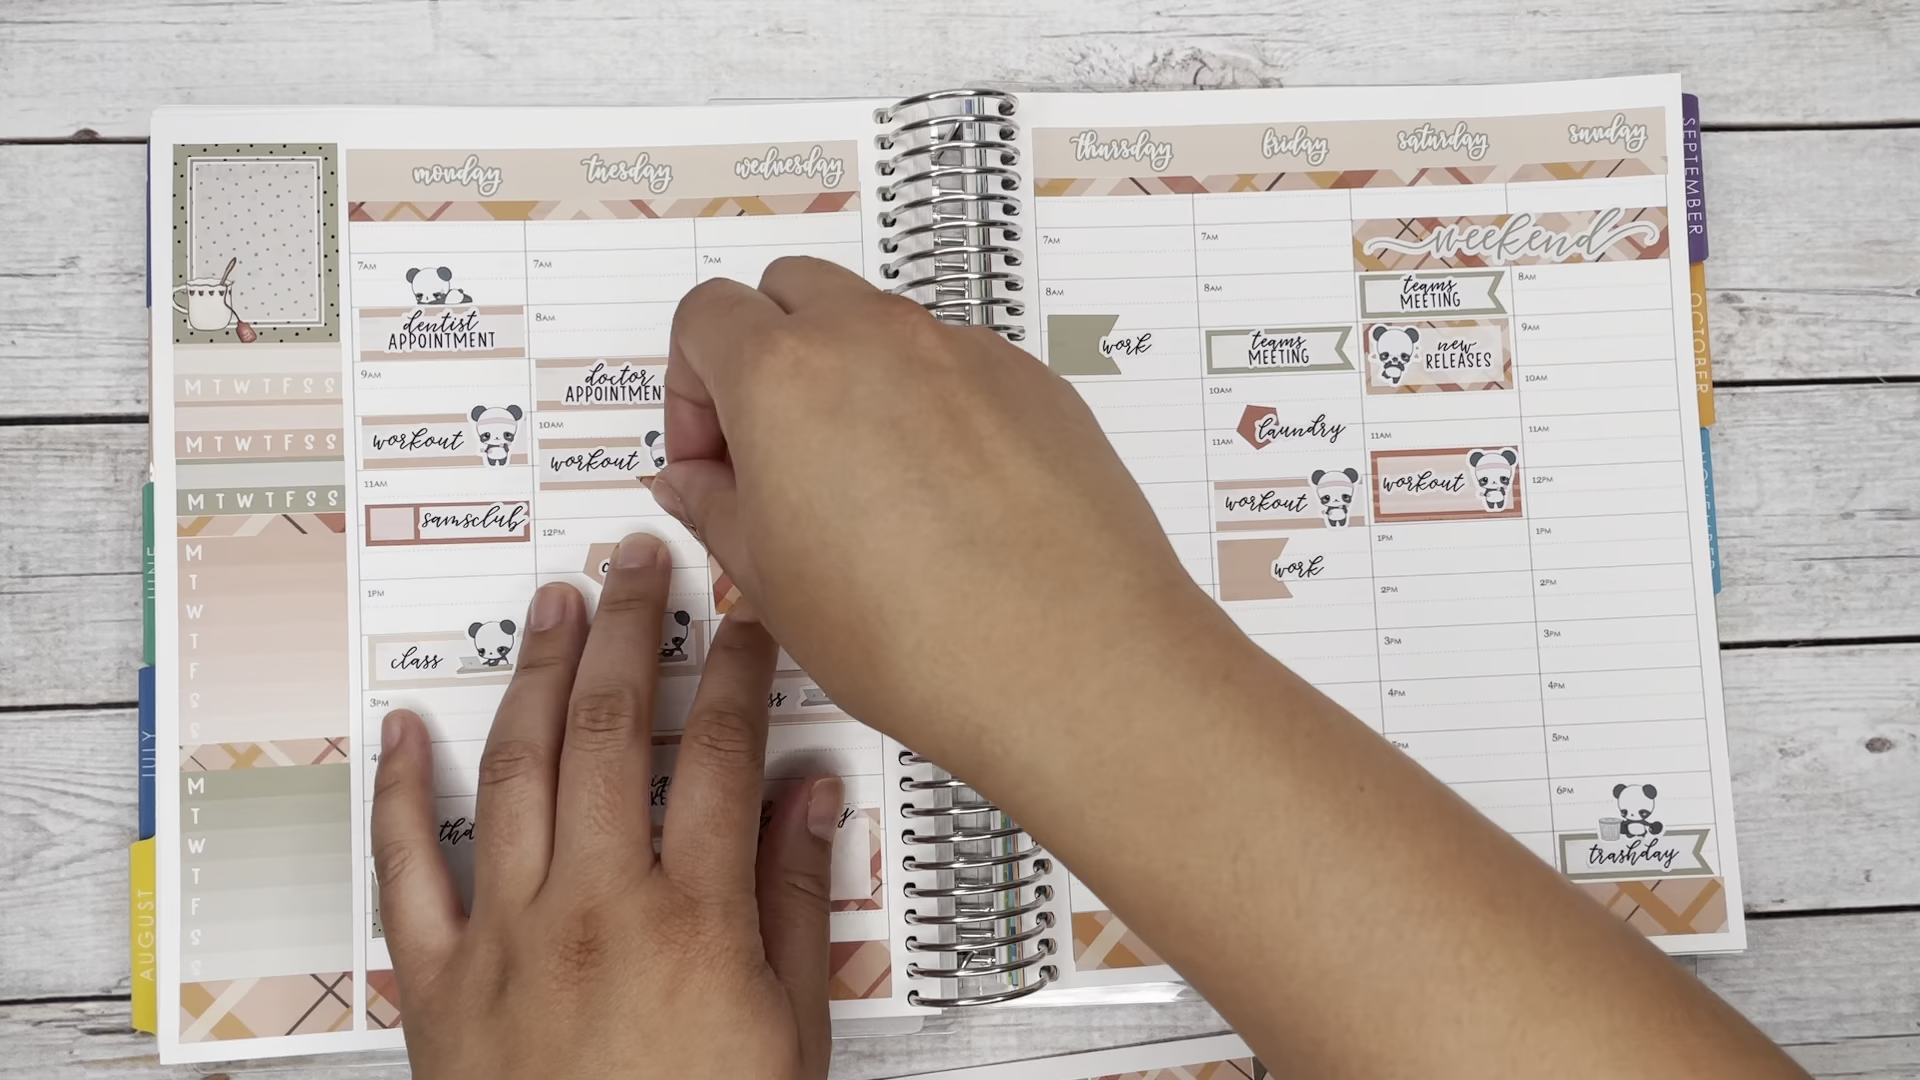 monday
tuesday
wednesday
thursday
friday
saturday
sunday
weekend
7AM
dentist
APPOINTMENT
9AM
workout
11AM
samsclub
1PM
class
3PM
7AM
8AM
doctor
APPOINTMENT
10AM
workout
12PM
7AM
7AM
8AM
work
7AM
8AM
teams
MEETING
10AM
laundry
11AM
workout
work
teams
MEETING
new
RELEASES
11AM
workout
1PM
2PM
3PM
4PM
8AM
9AM
10AM
11AM
12PM
1PM
2PM
3PM
4PM
5PM
6PM
trashday
M T W T F S S
M T W T F S S
M T W T F S S
M
T
W
T
F
S
S
M
T
W
T
F
S
S
JUNE
JULY
AUGUST
SEPTEMBER
OCTOBER
NOVEMBER